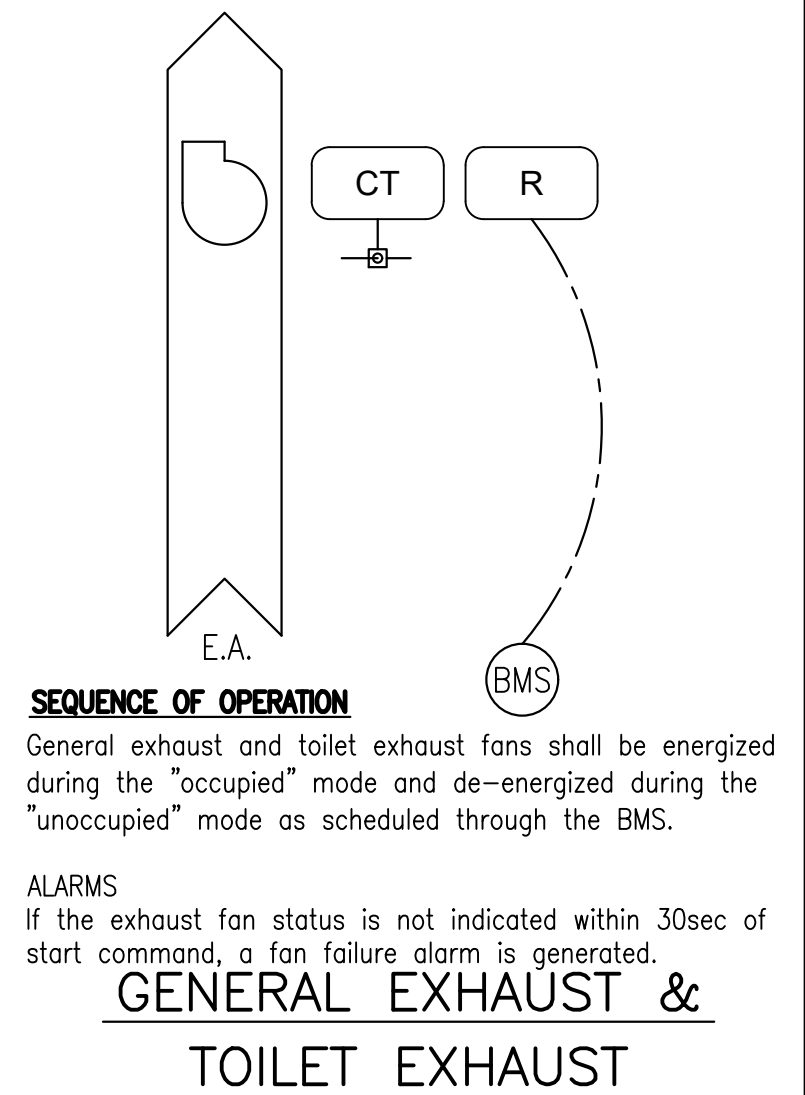 CT
R
E.A.
BMS
SEQUENCE OF OPERATION
General exhaust and toilet exhaust fans shall be energized
during the "occupied" mode and de-energized during the
"unoccupied" mode as scheduled through the BMS.
ALARMS
If the exhaust fan status is not indicated within 30sec of
start command, a fan failure alarm is generated.
GENERAL EXHAUST &
TOILET EXHAUST